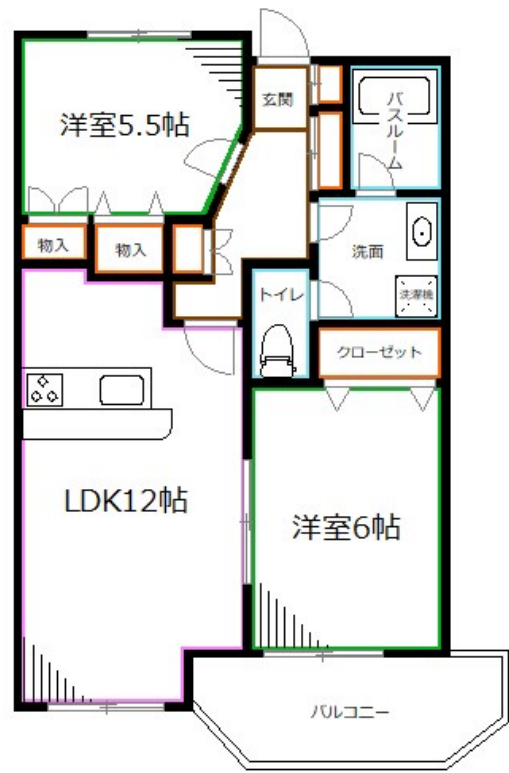 玄関
洋室5.5帖
バスルーム
物入
物入
洗面
トイレ
洗濯機
クローゼット
LDK12帖
洋室6帖
バルコニー